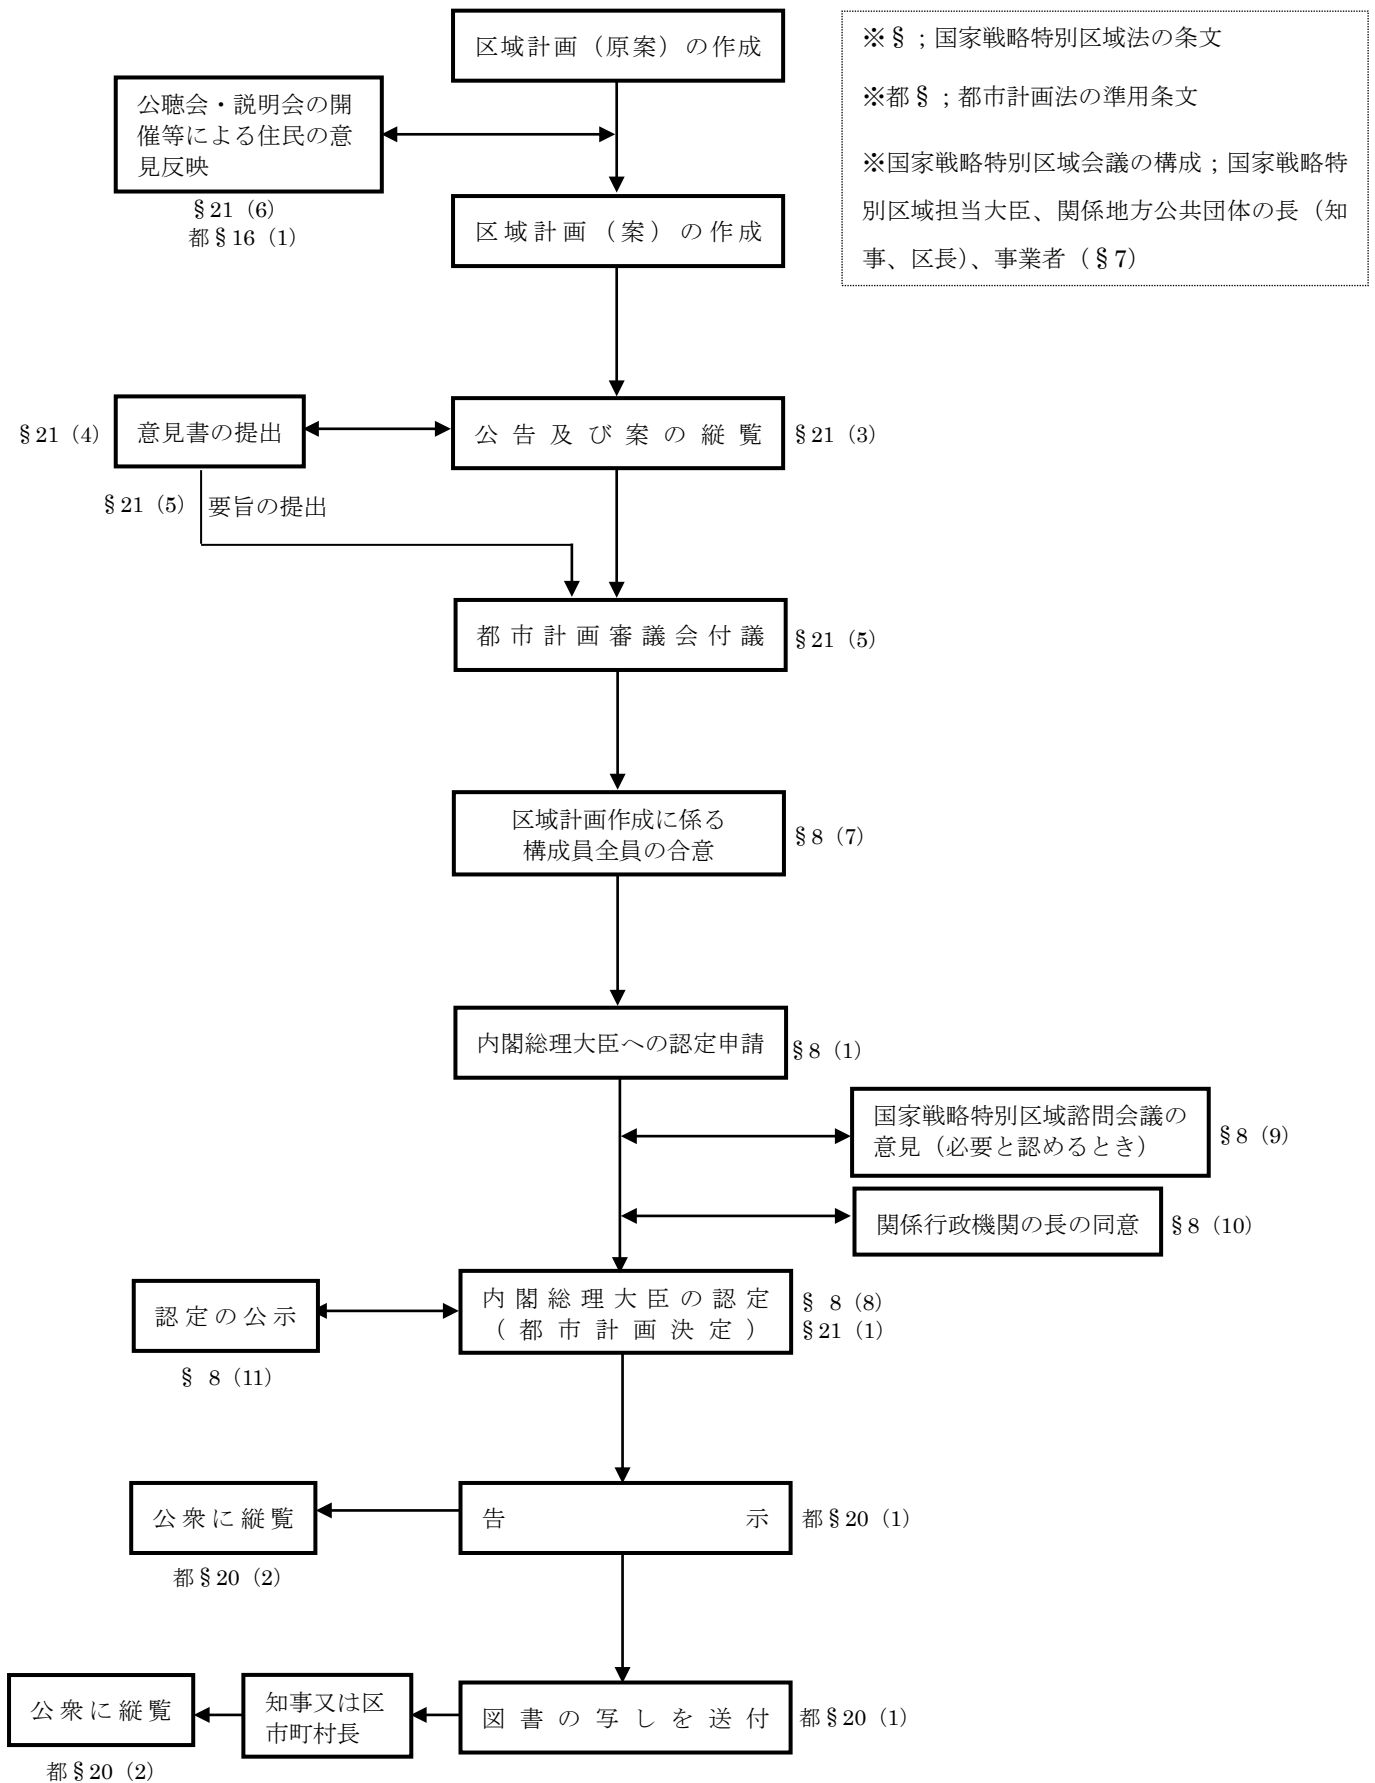 区域計画（原案）の作成
※§；国家戦略特別区域法の条文
※都§；都市計画法の準用条文
※国家戦略特別区域会議の構成；国家戦略特
別区域担当大臣、関係地方公共団体の長（知
事、区長）、事業者（§7）
公聴会・説明会の開
催等による住民の意
見反映
§21（6）
都§16（1）
区域計画（案）の作成
§21（4）
意見書の提出
公告及び案の縦覧
§21（3）
§21（5）
要旨の提出
都市計画審議会付議
§21（5）
区域計画作成に係る
構成員全員の合意
§8（7）
内閣総理大臣への認定申請
§8（1）
国家戦略特別区域諮問会議の
意見（必要と認めるとき）
§8（9）
関係行政機関の長の同意
§8（10）
認定の公示
§ 8（11）
内閣総理大臣の認定
（都市計画決定）
§ 8（8）
§21（1）
公衆に縦覧
都§20（2）
告示
都§20（1）
公衆に縦覧
都§20（2）
知事又は区
市町村長
図書の写しを送付
都§20（1）